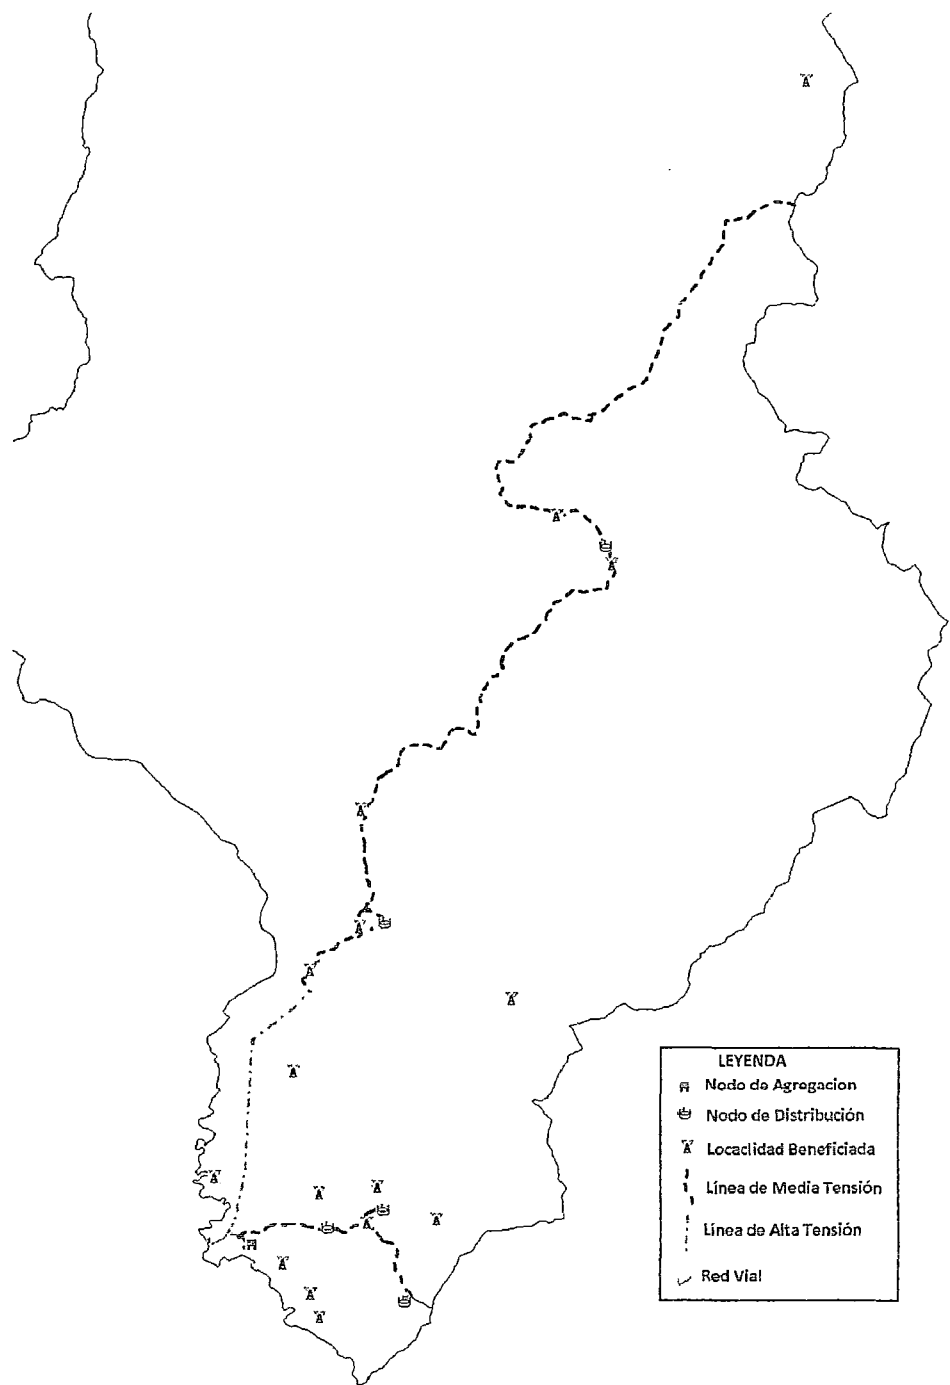 LEYENDA
Nodo de Agregacion
Nodo de Distribución
Locaclidad Beneficiada
Línea de Media Tensión
Línea de Alta Tensión
Red Vial